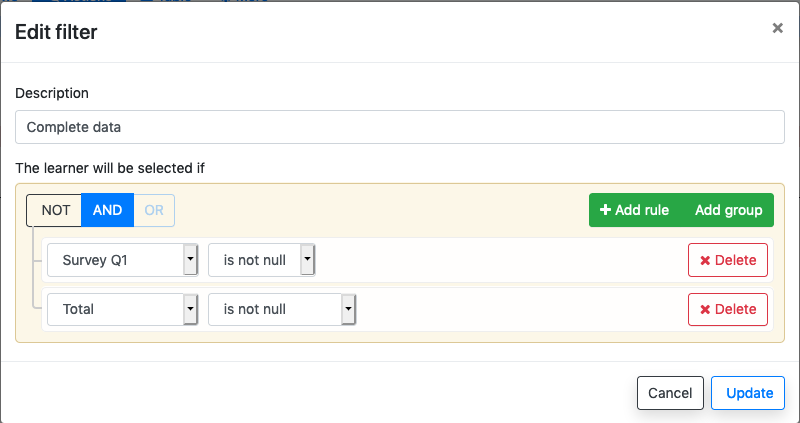 Edit filter ×
Description
Complete data
The learner will be selected if
NOT AND OR + Add rule Add group
Survey Q1 is not null × Delete
Total is not null × Delete
Cancel Update